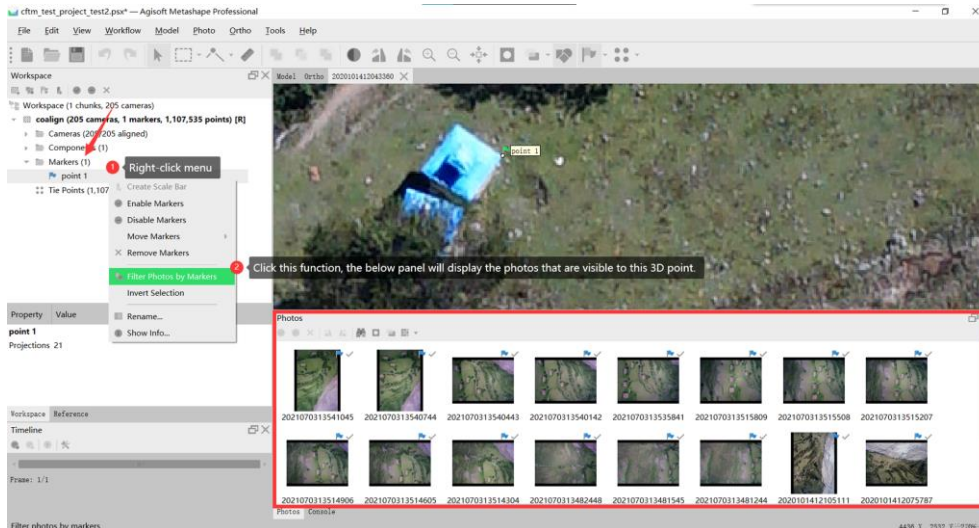 cftm_test_project_test2.psx* — Agisoft Metashape Professional
File Edit View Workflow Model Photo Ortho Tools Help
Workspace
Model Ortho 2020101412043360
Workspace (1 chunks, 205 cameras)
coalign (205 cameras, 1 markers, 1,107,535 points) [R]
Cameras (205/205 aligned)
Components (1)
Markers (1)
point 1
Tie Points (1,107
1 Right-click menu
Create Scale Bar
Enable Markers
Disable Markers
Move Markers
Remove Markers
Filter Photos by Markers
Invert Selection
Rename...
Show Info...
point 1
2 Click this function, the below panel will display the photos that are visible to this 3D point.
Property Value
point 1
Projections 21
Workspace Reference
Timeline
Frame: 1/1
Photos
2021070313541045 2021070313540744 2021070313540443 2021070313540142 2021070313535841 2021070313515809 2021070313515508 2021070313515207
2021070313514906 2021070313514605 2021070313514304 2021070313482448 2021070313481545 2021070313481244 2020101412105111 2020101412075787
Photos Console
Filter photos by markers